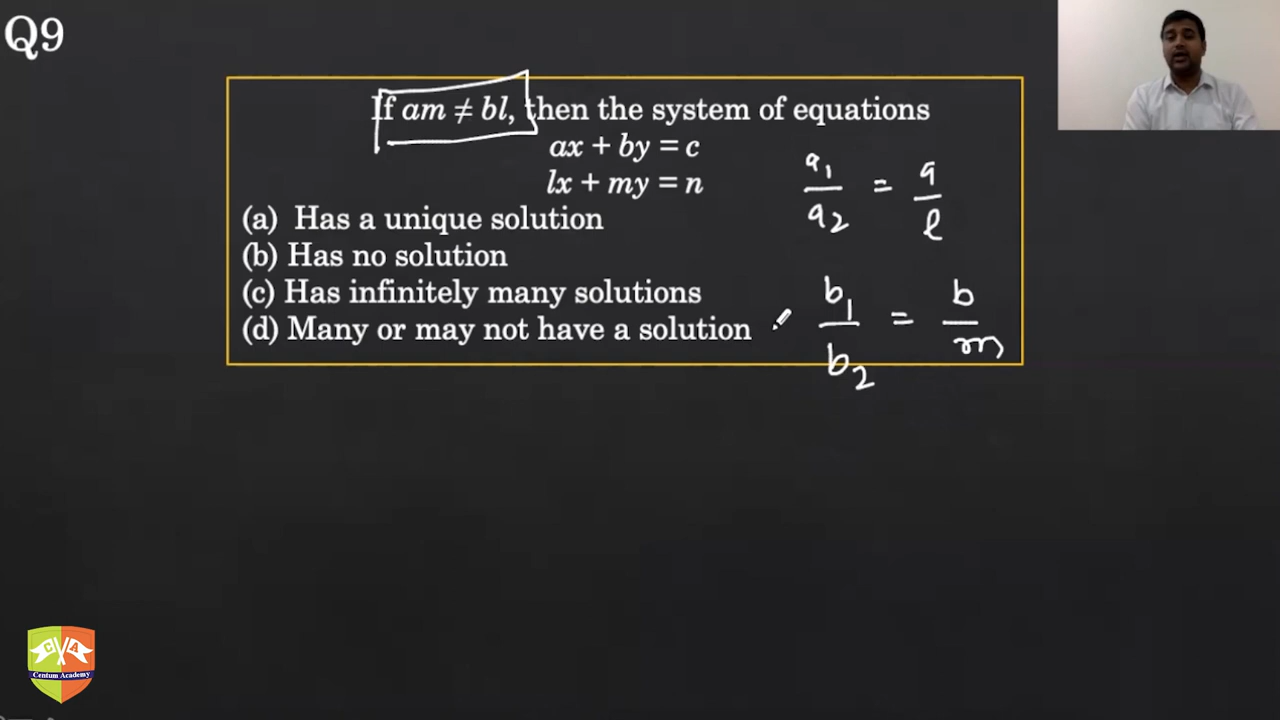 Q9
If am ≠ bl, then the system of equations
ax + by = c
lx + my = n
(a) Has a unique solution
(b) Has no solution
(c) Has infinitely many solutions
(d) Many or may not have a solution
a₁/a₂ = a/l
b₁/b₂ = b/m
C A
Centum Academy